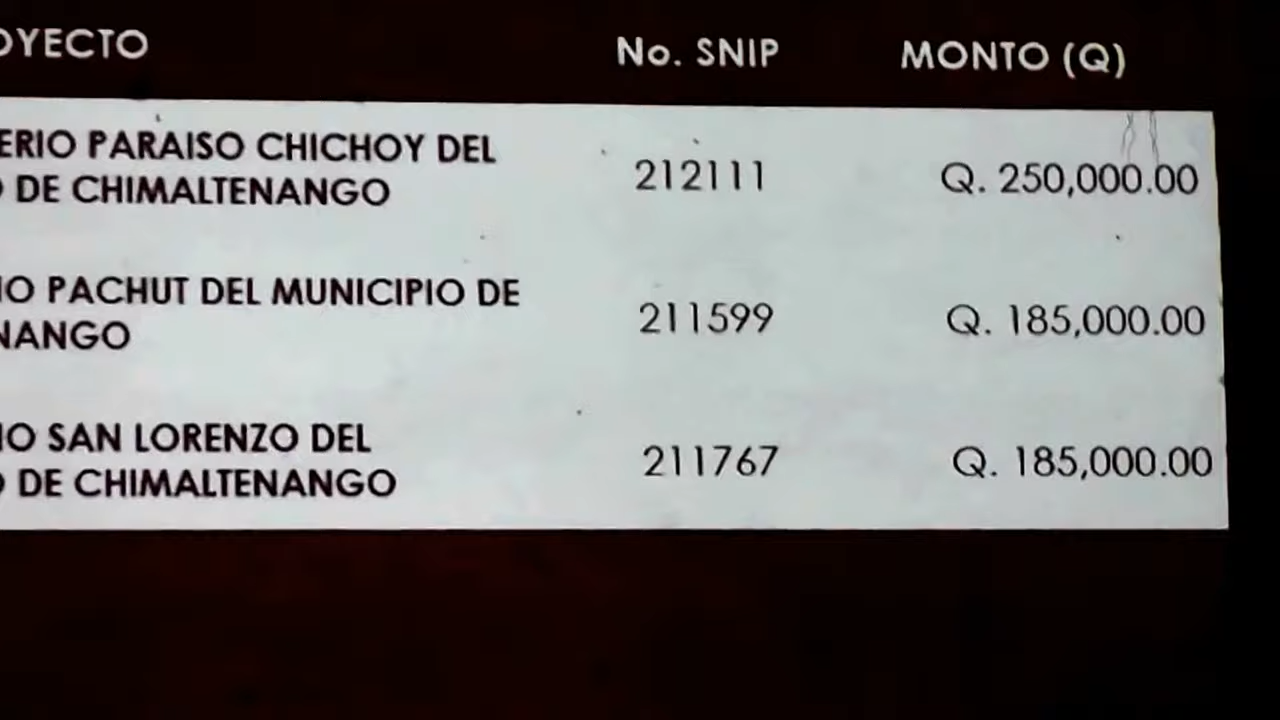 OYECTO No. SNIP MONTO (Q)
ERIO PARAISO CHICHOY DEL 212111 Q. 250,000.00
DE CHIMALTENANGO
IO PACHUT DEL MUNICIPIO DE 211599 Q. 185,000.00
NANGO
IO SAN LORENZO DEL 211767 Q. 185,000.00
DE CHIMALTENANGO